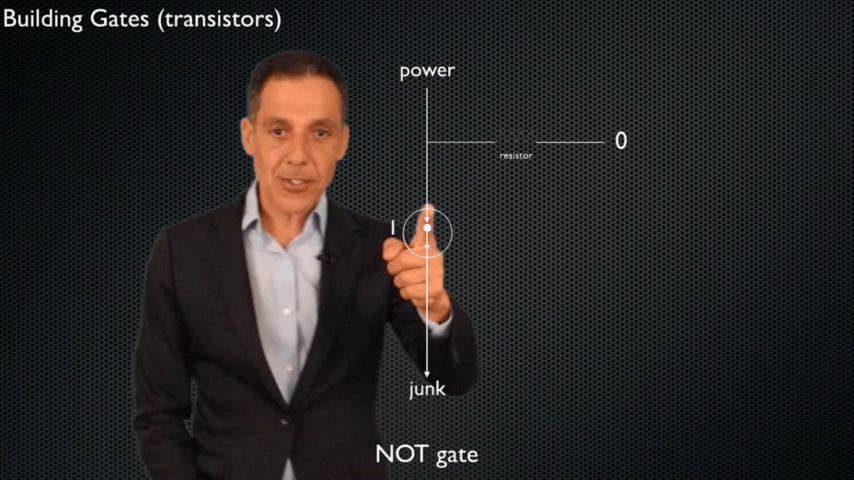 Building Gates (transistors)
power
0
resistor
1
junk
NOT gate